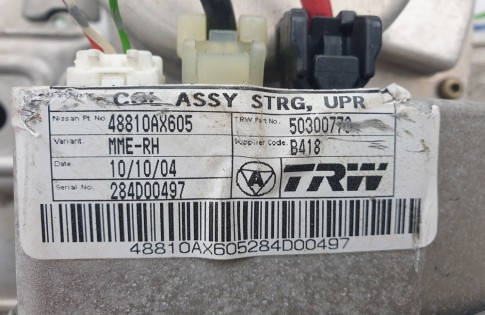 COL ASSY STRG, UPR
Nissan Pt No. 48810AX605 TRW Part No. 50300770
Variant. MME-RH Supplier Code. B418
Date. 10/10/04 A TRW
Serial No. 284D00497
48810AX605284D00497